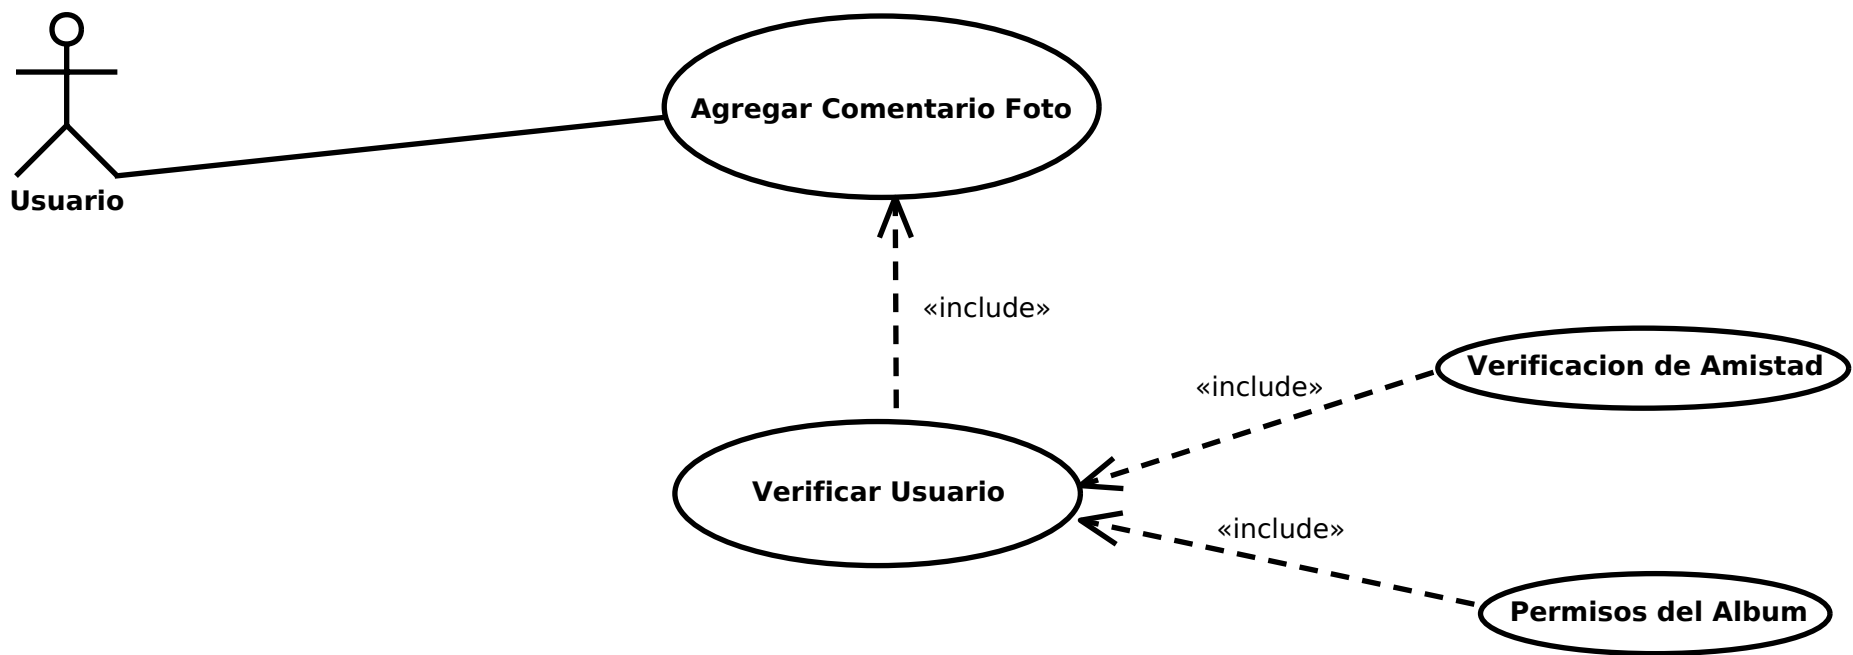 Agregar Comentario Foto
Usuario
«include»
Verificacion de Amistad
«include»
Verificar Usuario
«include»
Permisos del Album